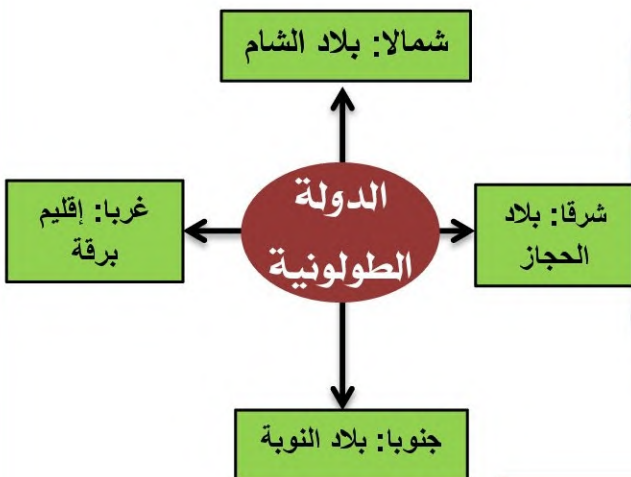 شمالا: بلاد الشام
الدولة
الطولونية
شرقا: بلاد
الحجاز
غربا: إقليم
برقة
جنوبا: بلاد النوبة